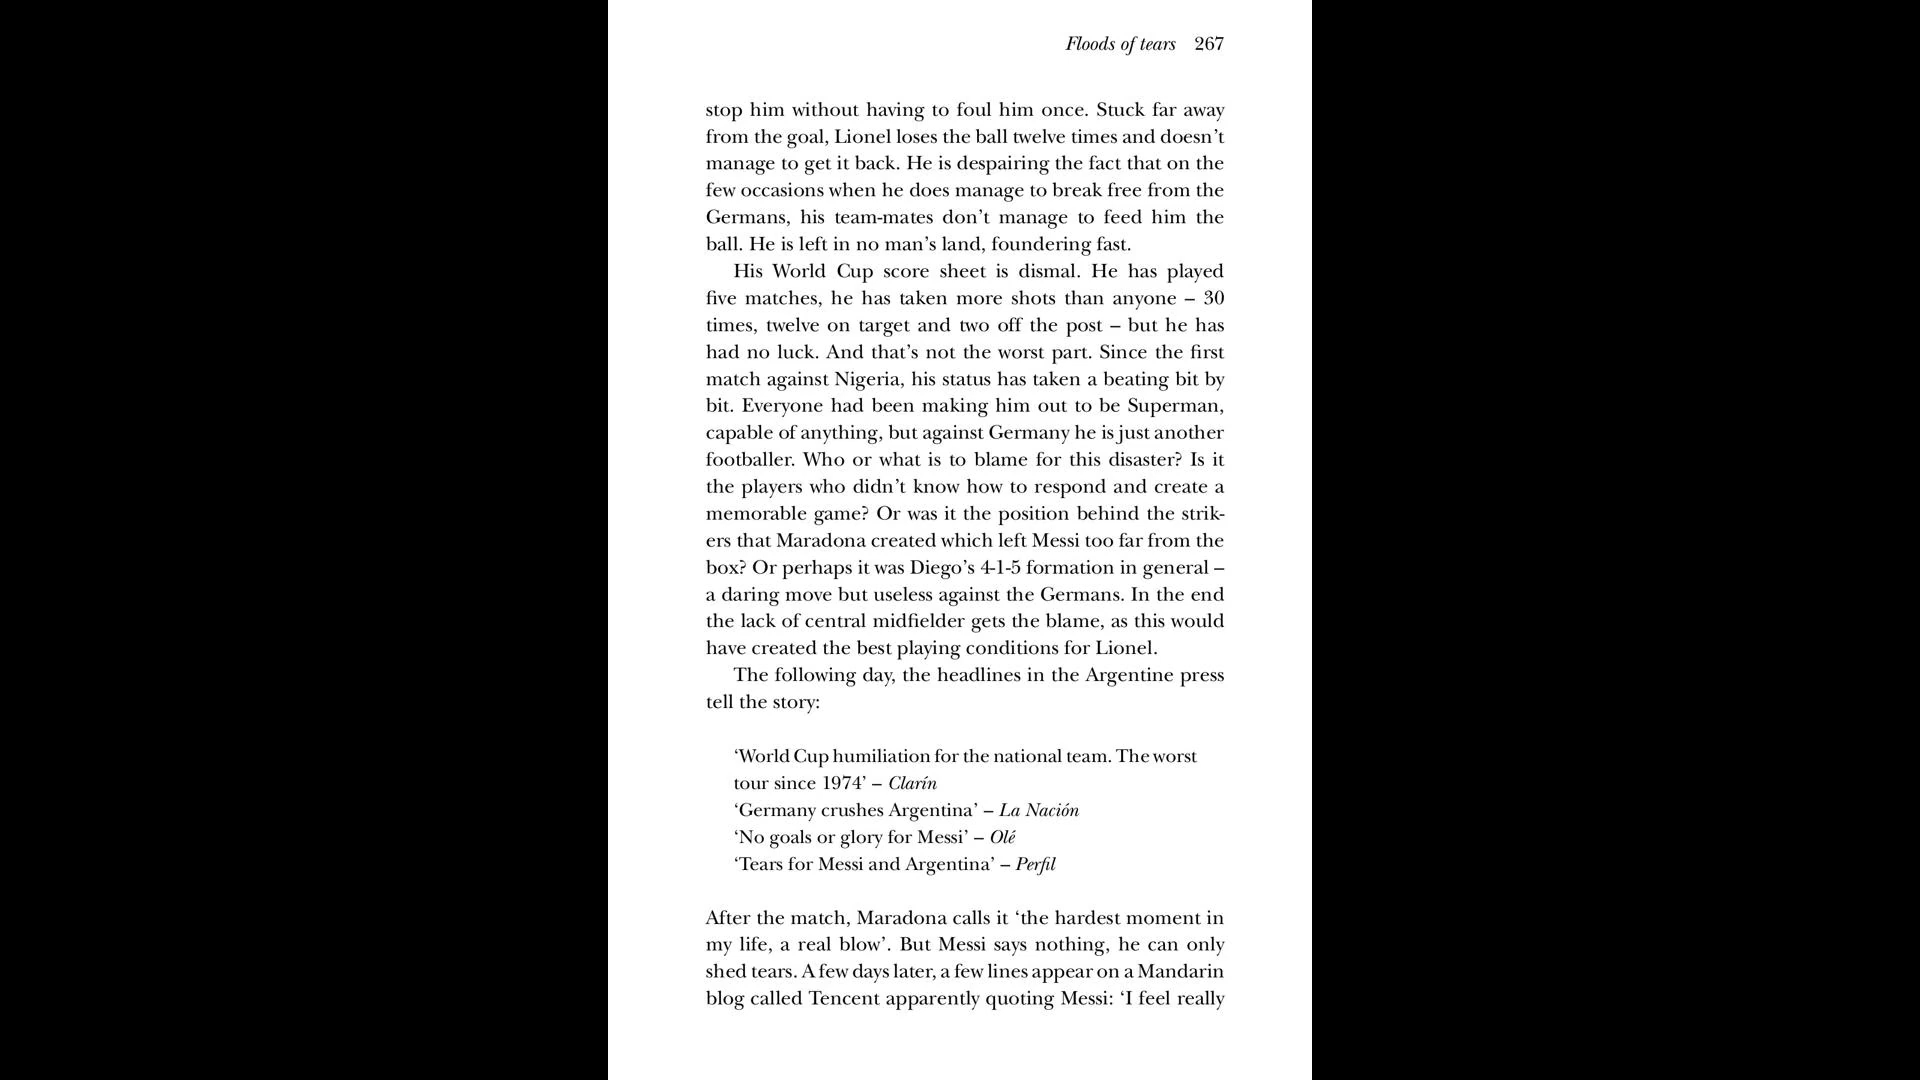 Floods of tears 267
stop him without having to foul him once. Stuck far away
from the goal, Lionel loses the ball twelve times and doesn’t
manage to get it back. He is despairing the fact that on the
few occasions when he does manage to break free from the
Germans, his team-mates don’t manage to feed him the
ball. He is left in no man’s land, foundering fast.
His World Cup score sheet is dismal. He has played
five matches, he has taken more shots than anyone – 30
times, twelve on target and two off the post – but he has
had no luck. And that’s not the worst part. Since the first
match against Nigeria, his status has taken a beating bit by
bit. Everyone had been making him out to be Superman,
capable of anything, but against Germany he is just another
footballer. Who or what is to blame for this disaster? Is it
the players who didn’t know how to respond and create a
memorable game? Or was it the position behind the strik-
ers that Maradona created which left Messi too far from the
box? Or perhaps it was Diego’s 4-1-5 formation in general –
a daring move but useless against the Germans. In the end
the lack of central midfielder gets the blame, as this would
have created the best playing conditions for Lionel.
The following day, the headlines in the Argentine press
tell the story:
‘World Cup humiliation for the national team. The worst
tour since 1974’ – Clarín
‘Germany crushes Argentina’ – La Nación
‘No goals or glory for Messi’ – Olé
‘Tears for Messi and Argentina’ – Perfil
After the match, Maradona calls it ‘the hardest moment in
my life, a real blow’. But Messi says nothing, he can only
shed tears. A few days later, a few lines appear on a Mandarin
blog called Tencent apparently quoting Messi: ‘I feel really